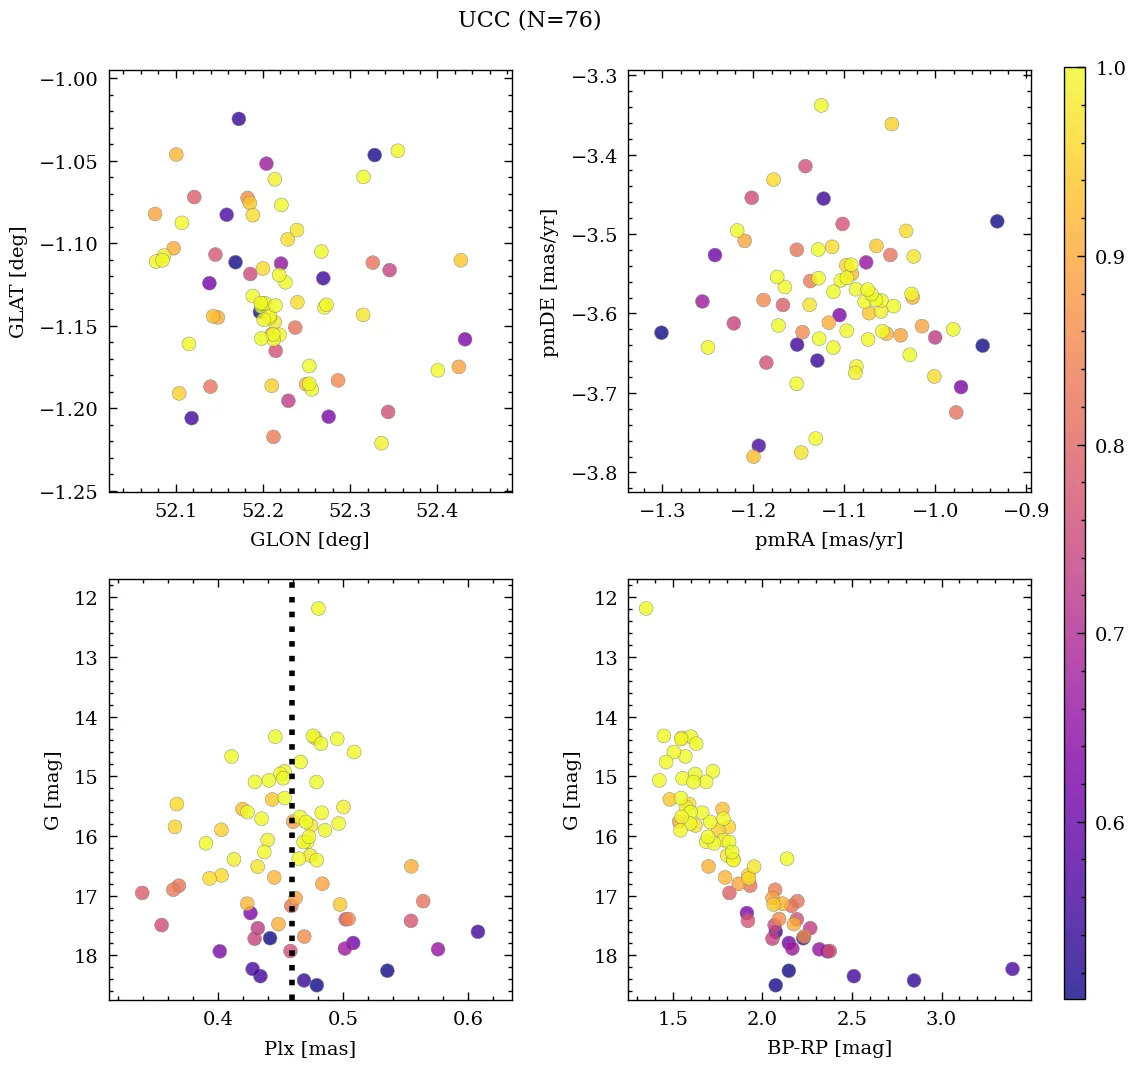 UCC (N=76)
−1.00
−1.05
−1.10
−1.15
−1.20
−1.25
GLAT [deg]
52.1 52.2 52.3 52.4
GLON [deg]
−3.3
−3.4
−3.5
−3.6
−3.7
−3.8
pmDE [mas/yr]
−1.3 −1.2 −1.1 −1.0 −0.9
pmRA [mas/yr]
12
13
14
15
16
17
18
G [mag]
0.4 0.5 0.6
Plx [mas]
12
13
14
15
16
17
18
G [mag]
1.5 2.0 2.5 3.0
BP-RP [mag]
1.0
0.9
0.8
0.7
0.6